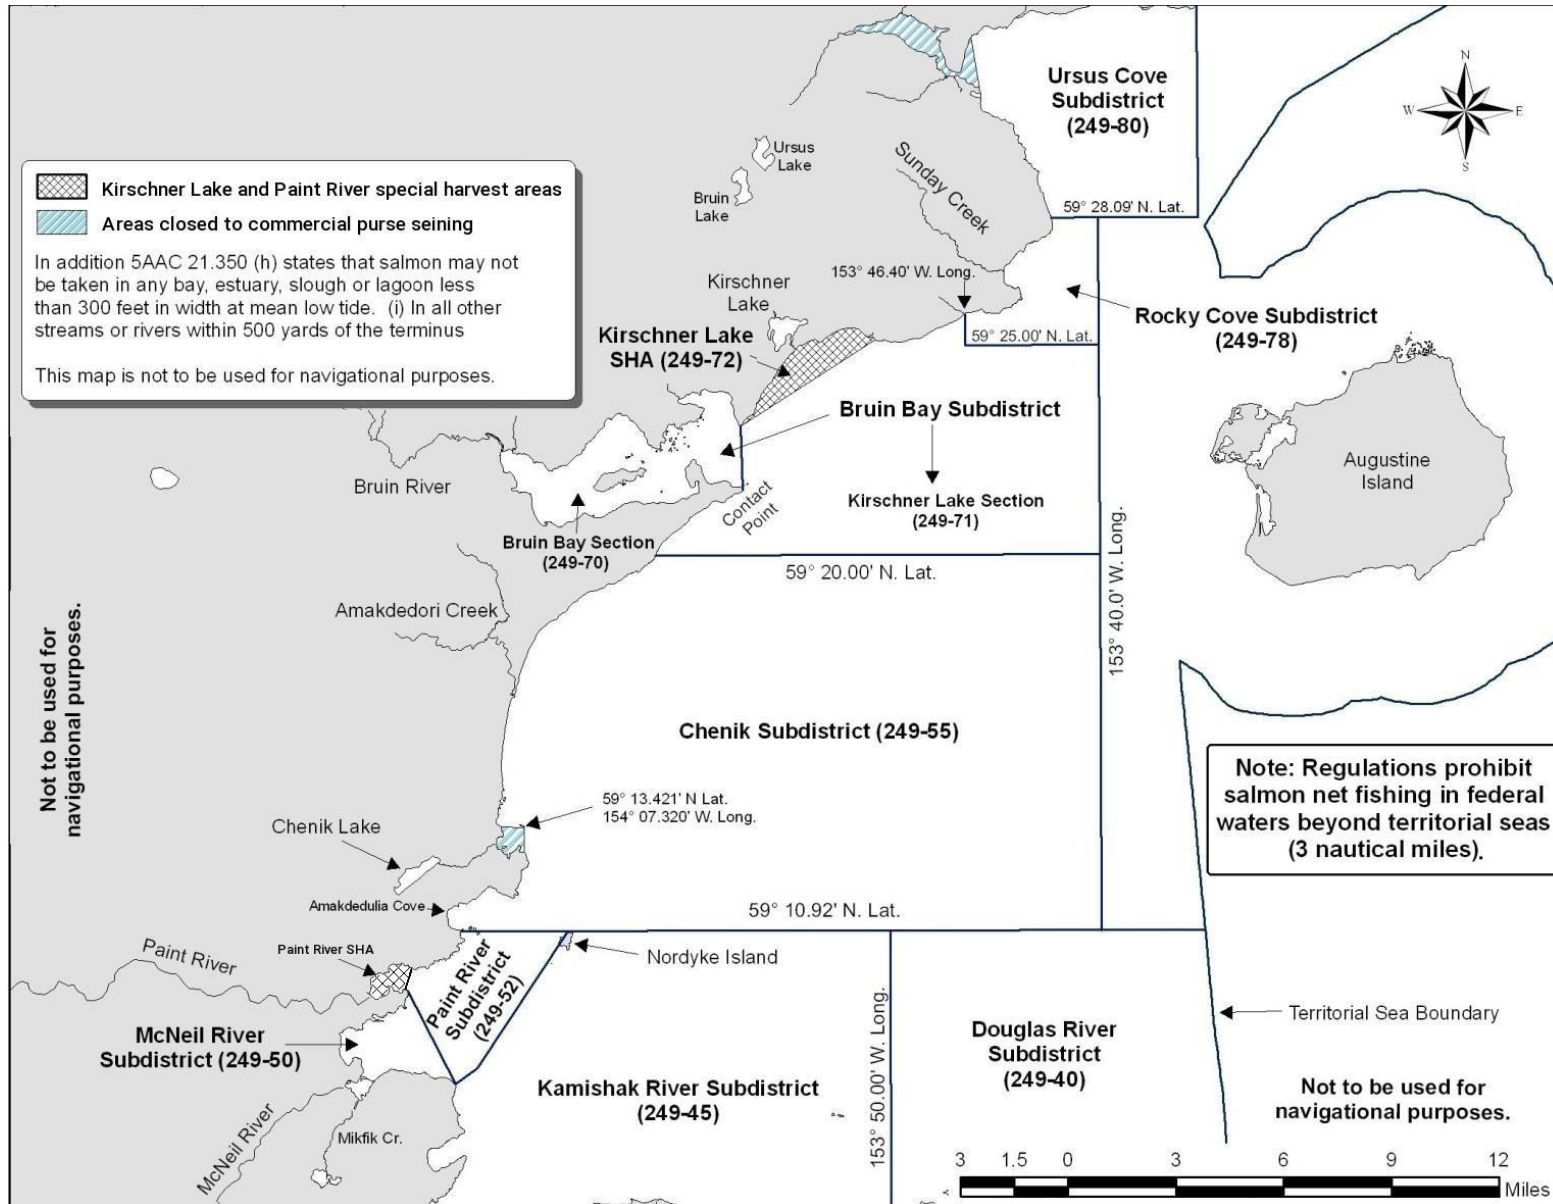 Ursus Cove
Subdistrict
(249-80)
N
W
E
S
Ursus
Lake
Bruin
Lake
Sunday Creek
59° 28.09' N. Lat.
Kirschner Lake and Paint River special harvest areas
Areas closed to commercial purse seining
In addition 5AAC 21.350 (h) states that salmon may not
be taken in any bay, estuary, slough or lagoon less
than 300 feet in width at mean low tide. (i) In all other
streams or rivers within 500 yards of the terminus
This map is not to be used for navigational purposes.
153° 46.40' W. Long.
Kirschner
Lake
Kirschner Lake
SHA (249-72)
59° 25.00' N. Lat.
Rocky Cove Subdistrict
(249-78)
Bruin Bay Subdistrict
Augustine
Island
Bruin River
Contact
Point
Kirschner Lake Section
(249-71)
Bruin Bay Section
(249-70)
59° 20.00' N. Lat.
153° 40.0' W. Long.
Amakdedori Creek
Not to be used for
navigational purposes.
Chenik Subdistrict (249-55)
Note: Regulations prohibit
salmon net fishing in federal
waters beyond territorial seas
(3 nautical miles).
59° 13.421' N Lat.
154° 07.320' W. Long.
Chenik Lake
Amakdedulia Cove
59° 10.92' N. Lat.
Paint River
Paint River SHA
Paint River
Subdistrict
(249-52)
Nordyke Island
153° 50.00' W. Long.
Territorial Sea Boundary
McNeil River
Subdistrict (249-50)
Douglas River
Subdistrict
(249-40)
Kamishak River Subdistrict
(249-45)
Not to be used for
navigational purposes.
McNeil River
Mikfik Cr.
3 1.5 0 3 6 9 12
Miles